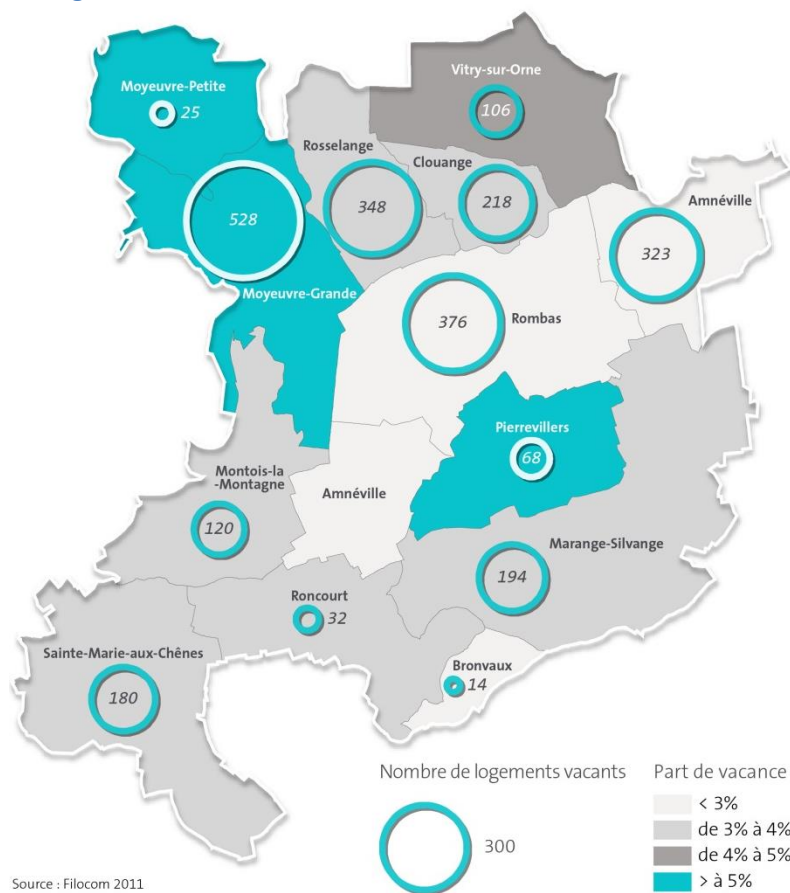 Moyeuvre-Petite
25
Vitry-sur-Orne
106
Rosselange
348
Clouange
218
Amnéville
323
528
Moyeuvre-Grande
376
Rombas
Pierrevillers
68
Montois-la
-Montagne
120
Amnéville
Marange-Silvange
194
Roncourt
32
Sainte-Marie-aux-Chênes
180
Bronvaux
14
Nombre de logements vacants
300
Part de vacance
< 3%
de 3% à 4%
de 4% à 5%
> à 5%
Source : Filocom 2011